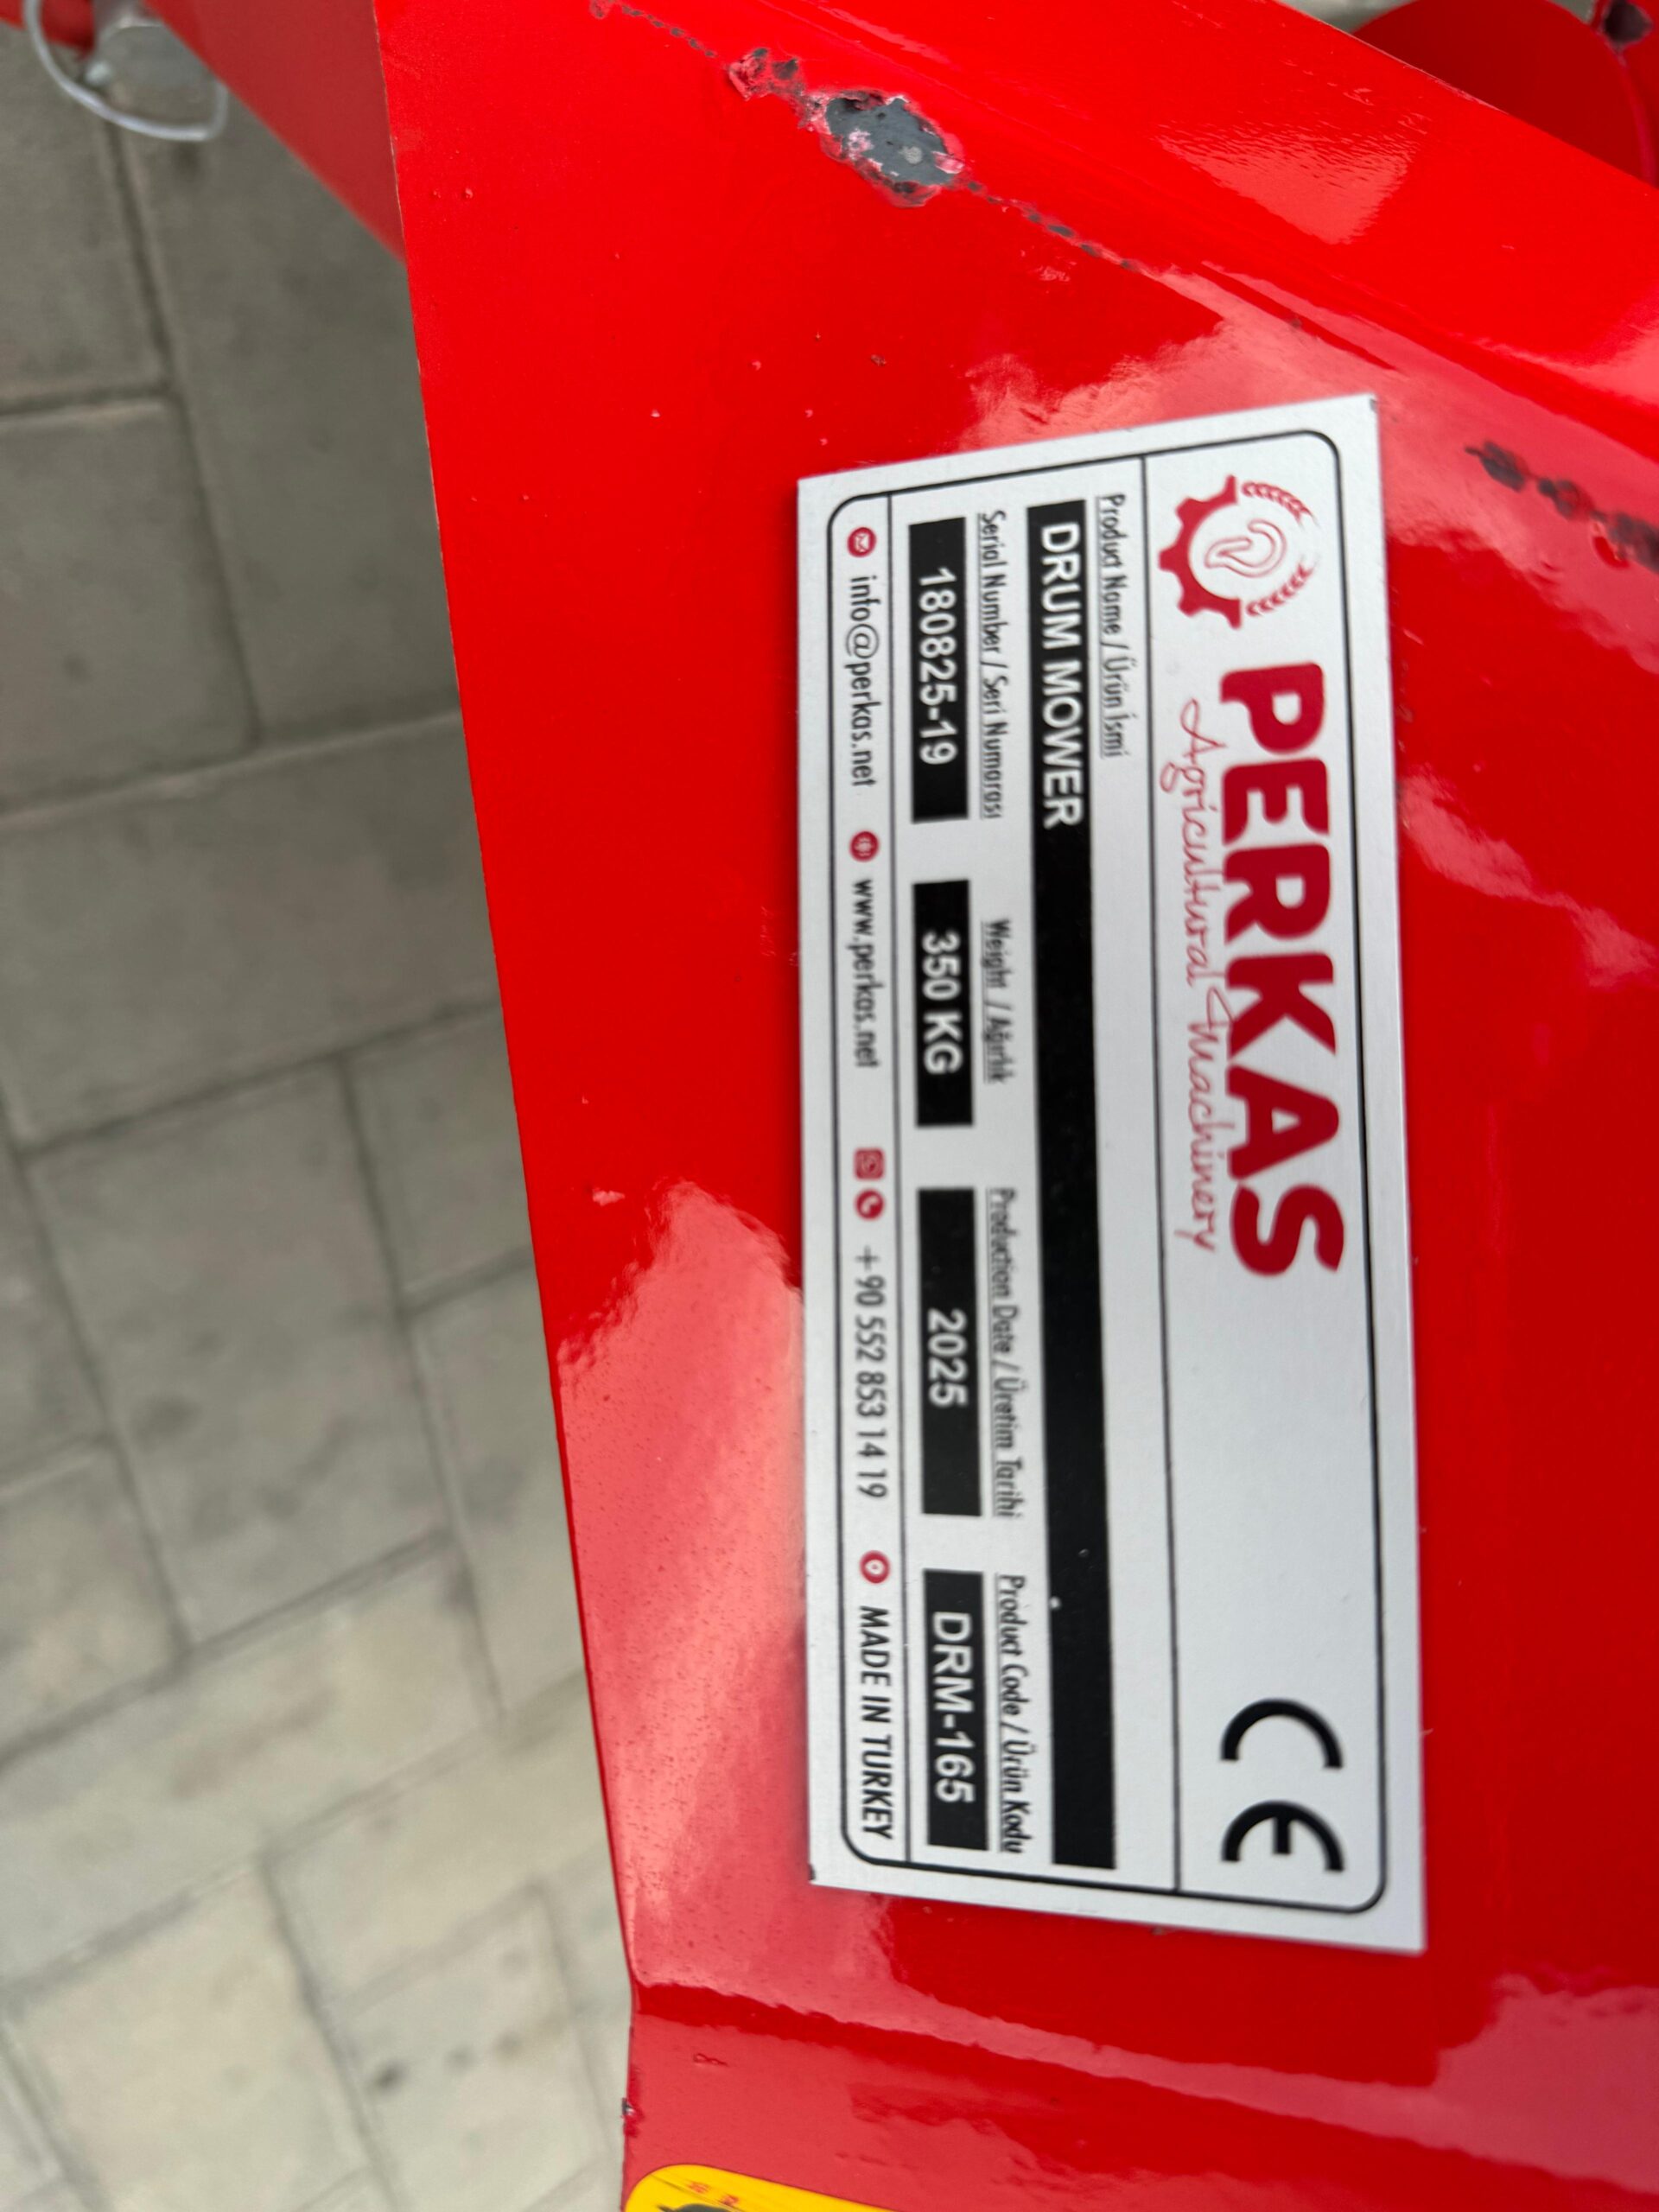 PERKAS
Agricultural Machinery
CE
Product Name / Ürün İsmi
DRUM MOWER
Serial Number / Seri Numarası
Weight / Ağırlık
Production Date / Üretim Tarihi
Product Code / Ürün Kodu
180825-19
350 KG
2025
DRM-165
info@perkas.net
www.perkas.net
+90 552 853 14 19
MADE IN TURKEY